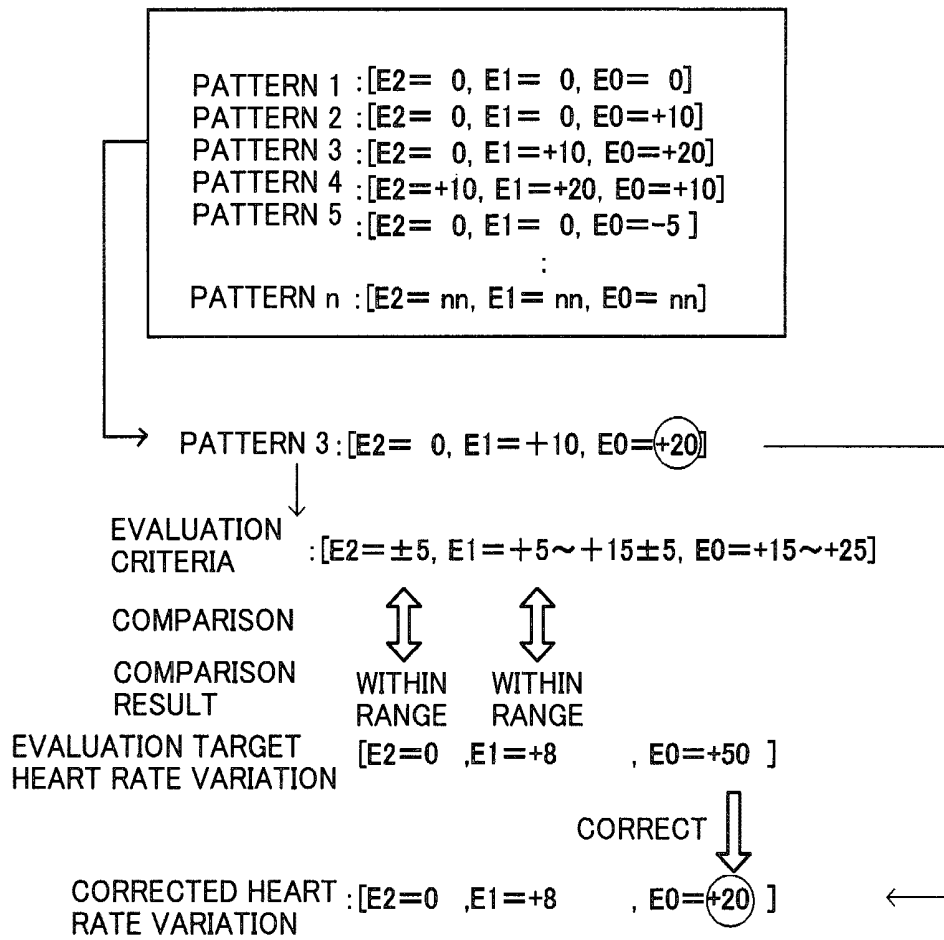 PATTERN 1 :[E2= 0, E1= 0, E0= 0]
PATTERN 2 :[E2= 0, E1= 0, E0=+10]
PATTERN 3 :[E2= 0, E1=+10, E0=+20]
PATTERN 4 :[E2=+10, E1=+20, E0=+10]
PATTERN 5 :[E2= 0, E1= 0, E0=-5 ]
:
PATTERN n :[E2= nn, E1= nn, E0= nn]
PATTERN 3:[E2= 0, E1=+10, E0=+20]
EVALUATION
CRITERIA :[E2=±5, E1=+5~+15±5, E0=+15~+25]
COMPARISON
COMPARISON
RESULT
WITHIN
RANGE
WITHIN
RANGE
EVALUATION TARGET
HEART RATE VARIATION [E2=0 ,E1=+8 , E0=+50 ]
CORRECT
CORRECTED HEART
RATE VARIATION :[E2=0 ,E1=+8 , E0=+20 ]